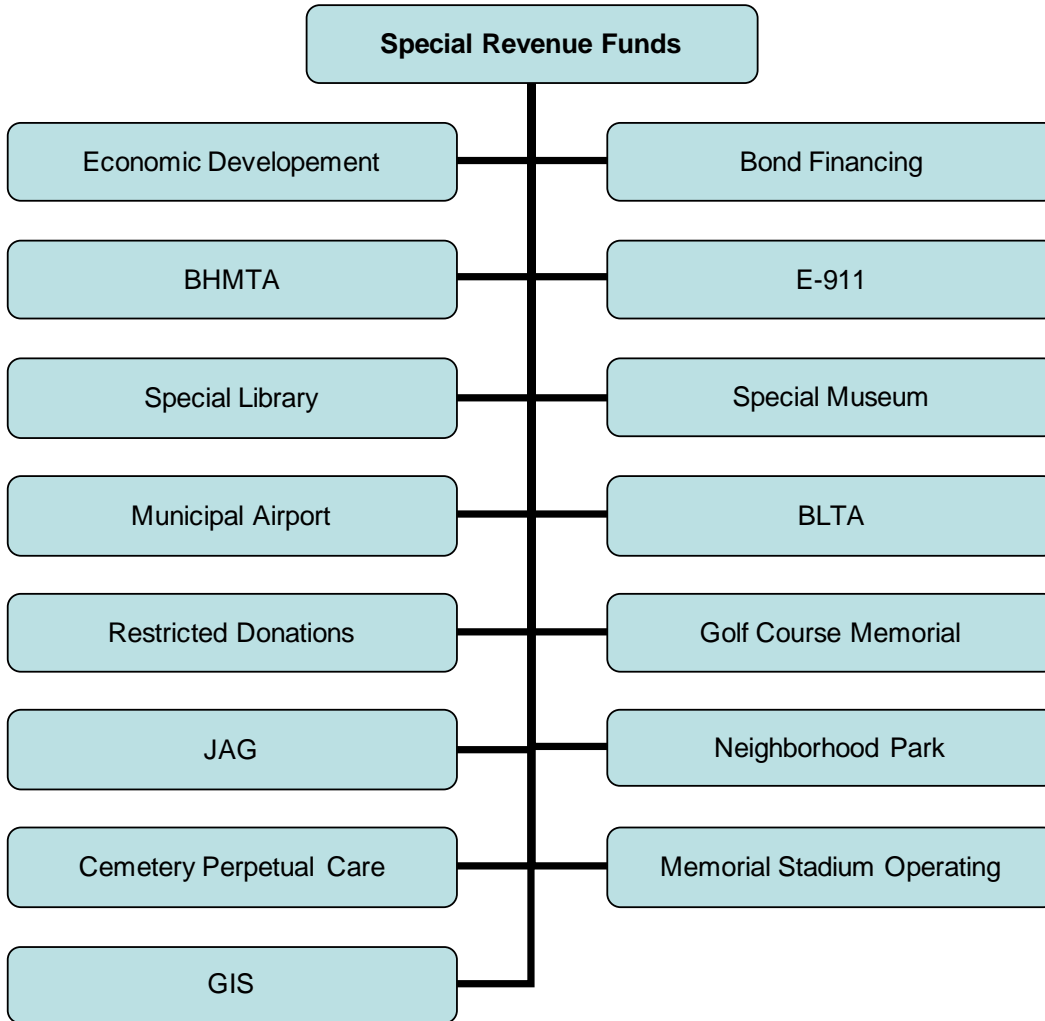 Special Revenue Funds
Economic Developement
Bond Financing
BHMTA
E-911
Special Library
Special Museum
Municipal Airport
BLTA
Restricted Donations
Golf Course Memorial
JAG
Neighborhood Park
Cemetery Perpetual Care
Memorial Stadium Operating
GIS